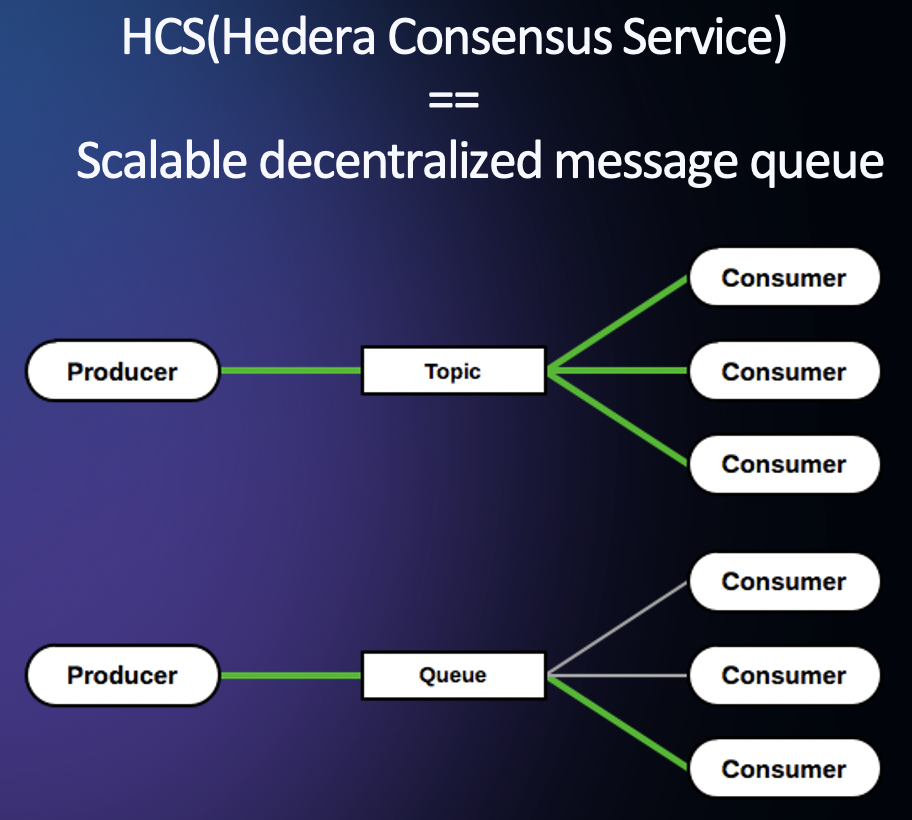 HCS(Hedera Consensus Service)
==
Scalable decentralized message queue
Consumer
Producer
Topic
Consumer
Consumer
Consumer
Producer
Queue
Consumer
Consumer